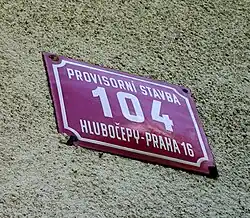 PROVISORNÍ STAVBA
104
HLUBOČEPY-PRAHA 16